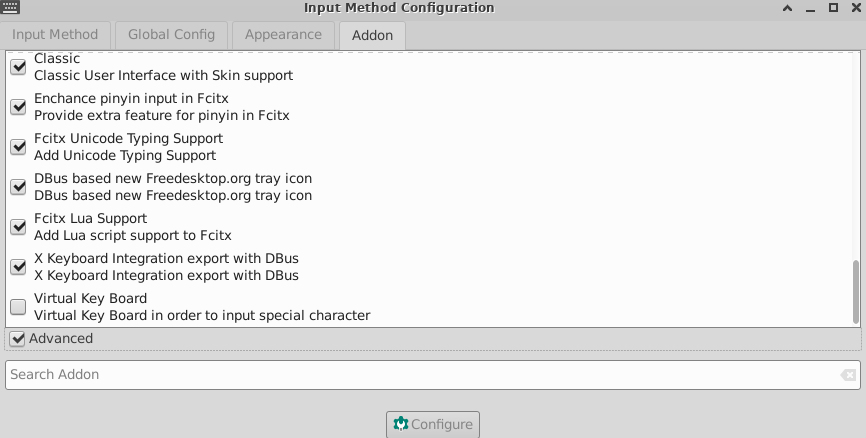 Input Method Configuration
Input Method
Global Config
Appearance
Addon
Classic
Classic User Interface with Skin support
Enchance pinyin input in Fcitx
Provide extra feature for pinyin in Fcitx
Fcitx Unicode Typing Support
Add Unicode Typing Support
DBus based new Freedesktop.org tray icon
DBus based new Freedesktop.org tray icon
Fcitx Lua Support
Add Lua script support to Fcitx
X Keyboard Integration export with DBus
X Keyboard Integration export with DBus
Virtual Key Board
Virtual Key Board in order to input special character
Advanced
Search Addon
Configure